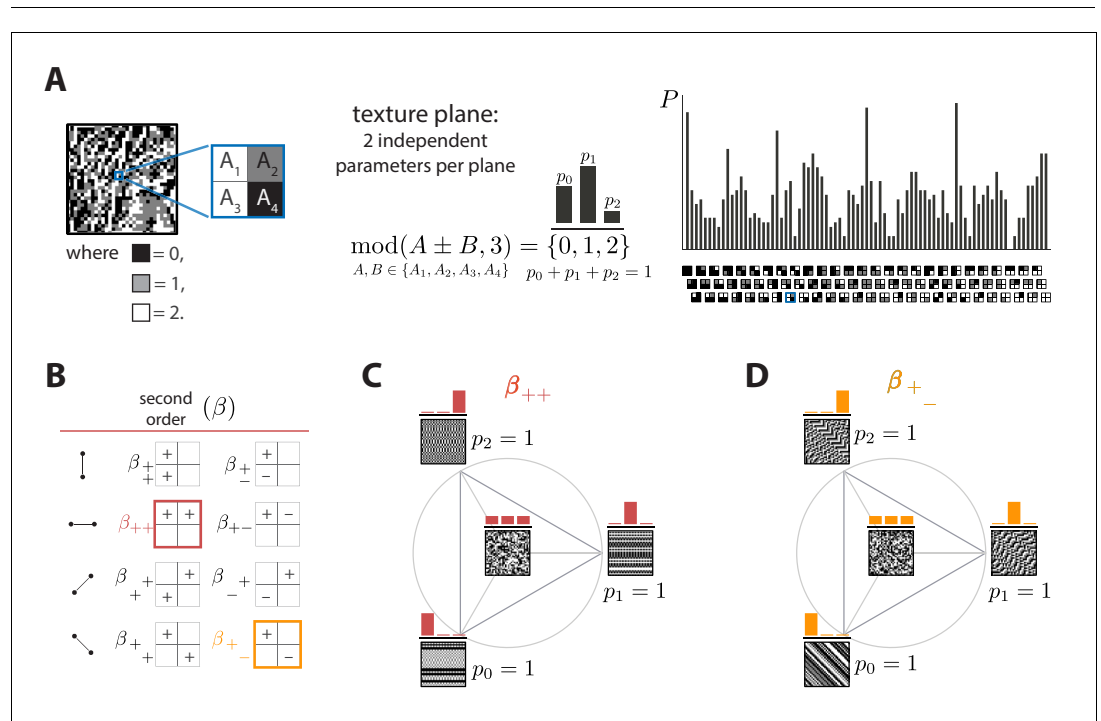 A
texture plane:
2 independent
parameters per plane
A₁ A₂
A₃ A₄
where ■ = 0,
= 1,
= 2.
p₀ p₁ p₂
mod(A ± B, 3) = {0, 1, 2}
A, B ∈ {A₁, A₂, A₃, A₄} p₀ + p₁ + p₂ = 1
P
B
second
order (β)
β + + + + β + − + −
β ++ + + β +− + −
β + + + + β − + + −
β + + + + β + − + −
C
β ++
p₂ = 1
p₁ = 1
p₀ = 1
D
β + −
p₂ = 1
p₁ = 1
p₀ = 1